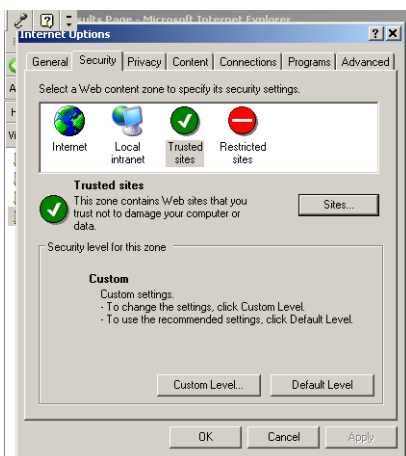 sults Page - Microsoft Internet Explorer
Internet Options
General Security Privacy Content Connections Programs Advanced
Select a Web content zone to specify its security settings.
Internet
Local intranet
Trusted sites
Restricted sites
Trusted sites
This zone contains Web sites that you
trust not to damage your computer or
data.
Sites...
Security level for this zone
Custom
Custom settings.
- To change the settings, click Custom Level.
- To use the recommended settings, click Default Level.
Custom Level... Default Level
OK Cancel Apply